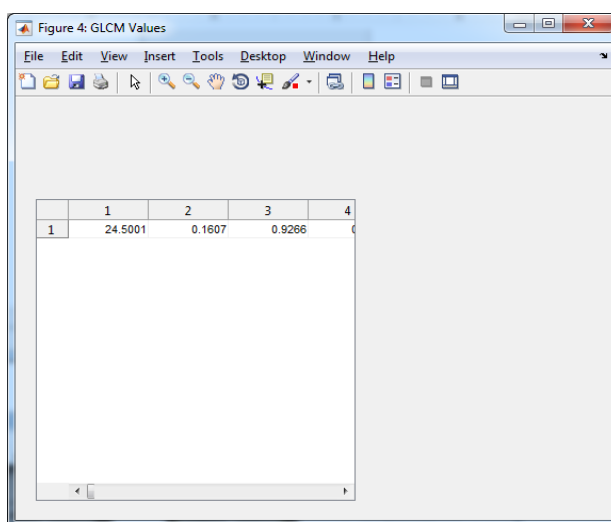 Figure 4: GLCM Values
File Edit View Insert Tools Desktop Window Help
1 2 3 4
1 24.5001 0.1607 0.9266